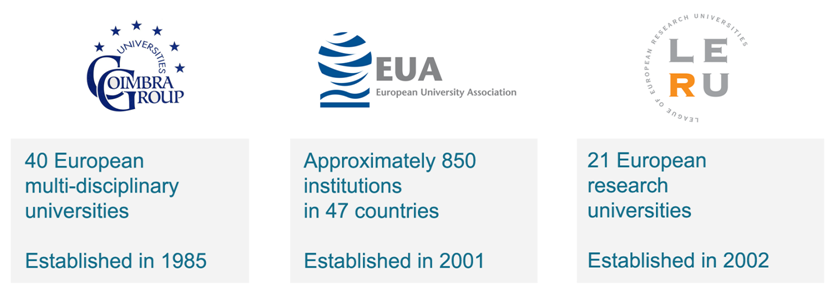 UNIVERSITIES
COIMBRA
GROUP
EUA
European University Association
LEAGUE OF EUROPEAN RESEARCH UNIVERSITIES
LE
RU
40 European
multi-disciplinary
universities
Established in 1985
Approximately 850
institutions
in 47 countries
Established in 2001
21 European
research
universities
Established in 2002